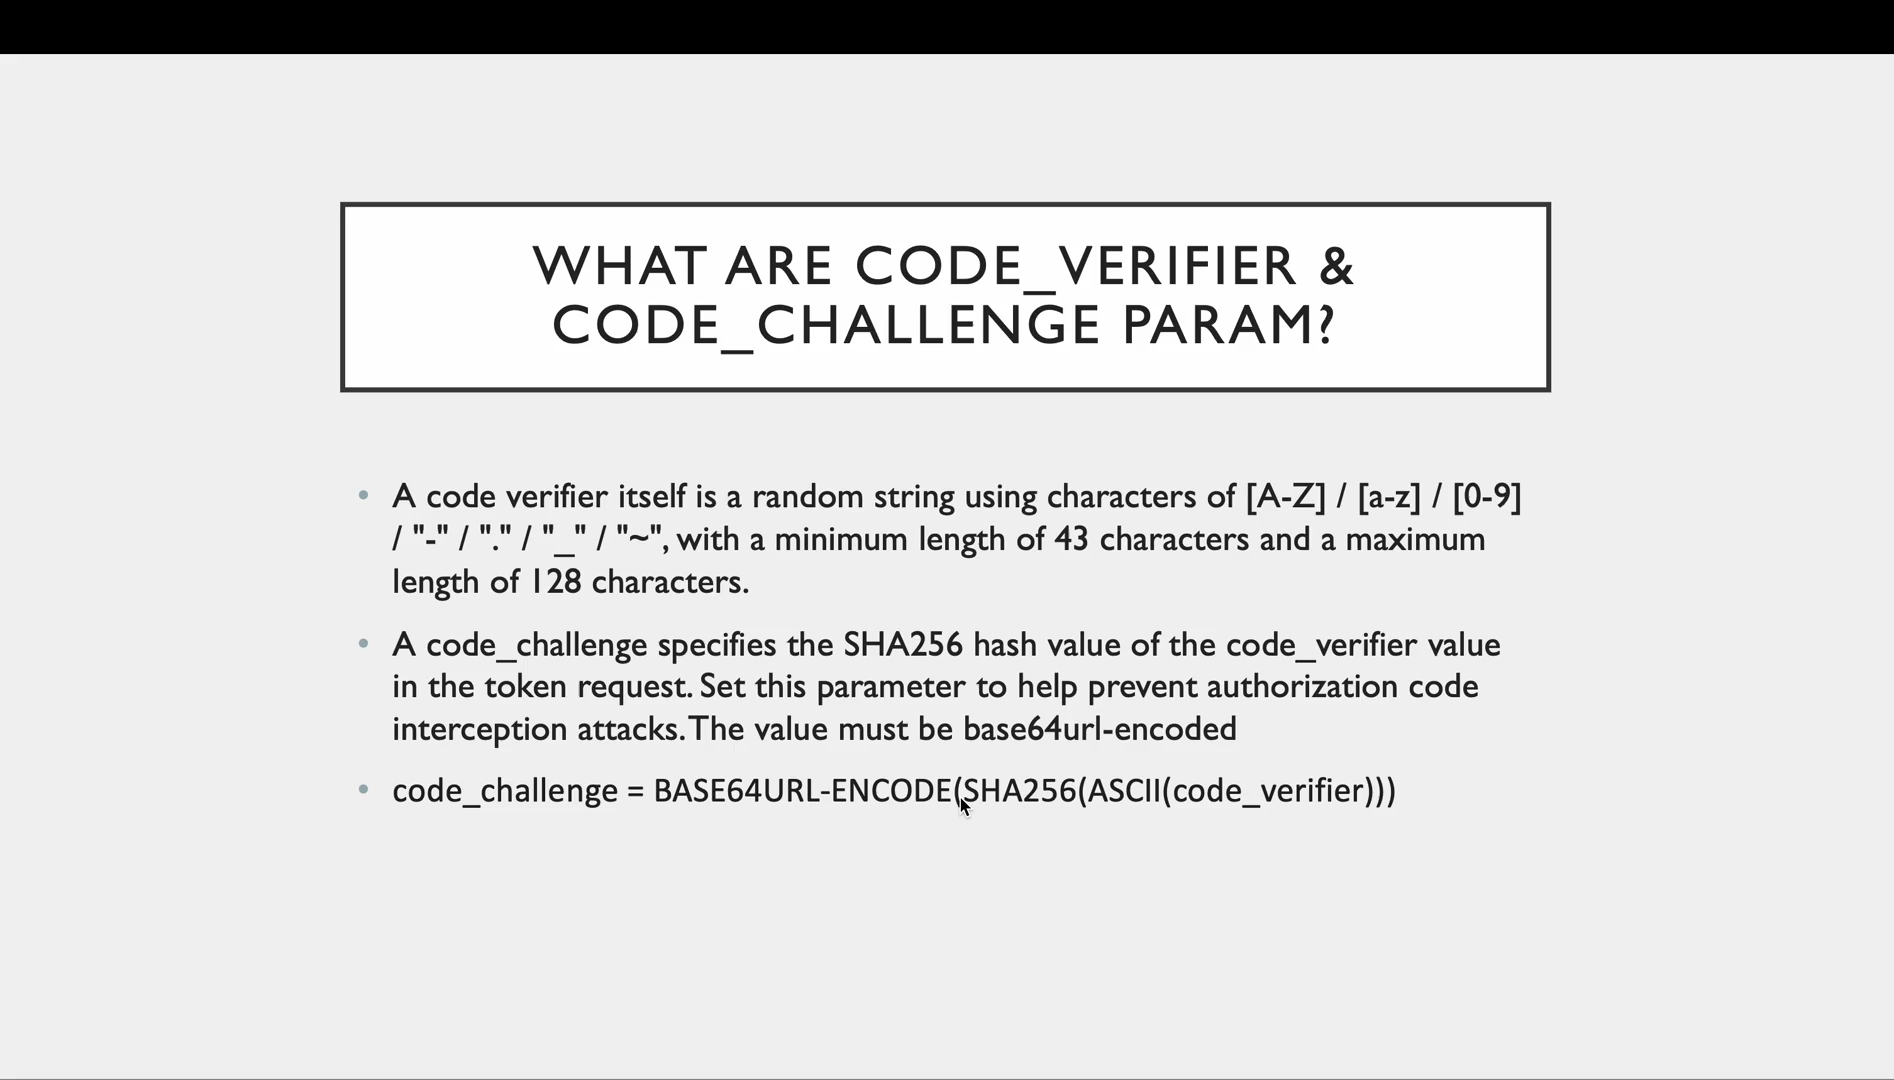 WHAT ARE CODE_VERIFIER &
CODE_CHALLENGE PARAM?
• A code verifier itself is a random string using characters of [A-Z] / [a-z] / [0-9]
/ "-" / "." / "_" / "~", with a minimum length of 43 characters and a maximum
length of 128 characters.
• A code_challenge specifies the SHA256 hash value of the code_verifier value
in the token request. Set this parameter to help prevent authorization code
interception attacks. The value must be base64url-encoded
• code_challenge = BASE64URL-ENCODE(SHA256(ASCII(code_verifier)))